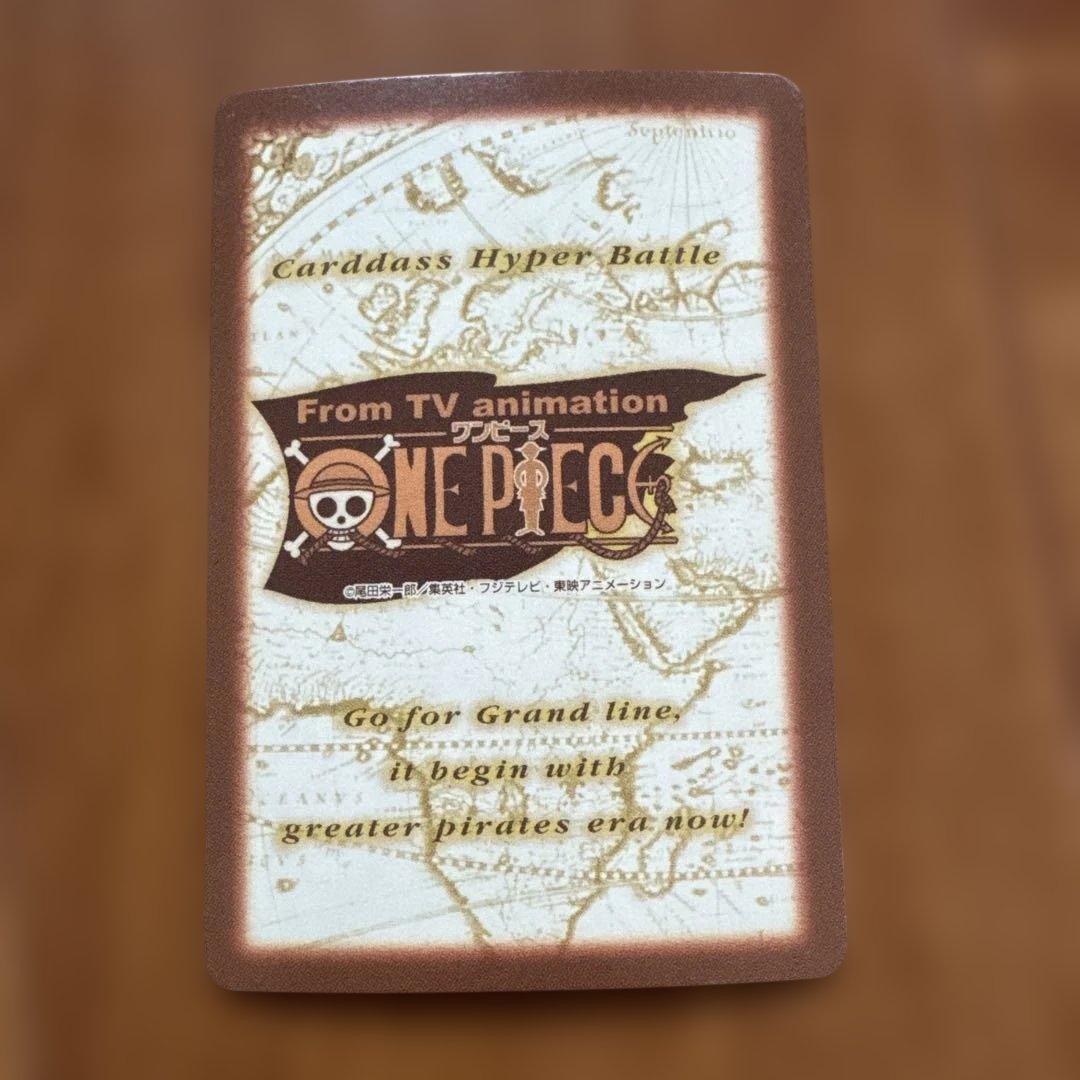 Septentrio
Carddass Hyper Battle
From TV animation
ワンピース
ONE PIECE
©尾田栄一郎／集英社・フジテレビ・東映アニメーション
Go for Grand line,
it begin with
greater pirates era now!